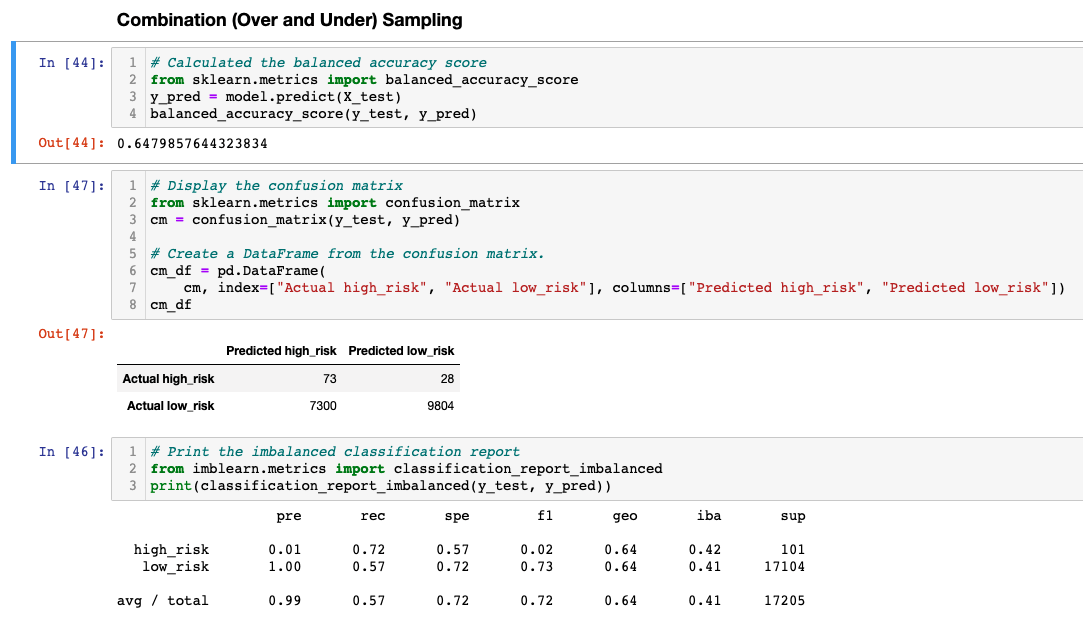 Combination (Over and Under) Sampling
In [44]:
1 # Calculated the balanced accuracy score
2 from sklearn.metrics import balanced_accuracy_score
3 y_pred = model.predict(X_test)
4 balanced_accuracy_score(y_test, y_pred)
Out[44]: 0.6479857644323834
In [47]:
1 # Display the confusion matrix
2 from sklearn.metrics import confusion_matrix
3 cm = confusion_matrix(y_test, y_pred)
4
5 # Create a DataFrame from the confusion matrix.
6 cm_df = pd.DataFrame(
7     cm, index=["Actual high_risk", "Actual low_risk"], columns=["Predicted high_risk", "Predicted low_risk"])
8 cm_df
Out[47]:
Predicted high_risk Predicted low_risk
Actual high_risk 73 28
Actual low_risk 7300 9804
In [46]:
1 # Print the imbalanced classification report
2 from imblearn.metrics import classification_report_imbalanced
3 print(classification_report_imbalanced(y_test, y_pred))
pre rec spe f1 geo iba sup
high_risk 0.01 0.72 0.57 0.02 0.64 0.42 101
low_risk 1.00 0.57 0.72 0.73 0.64 0.41 17104
avg / total 0.99 0.57 0.72 0.72 0.64 0.41 17205